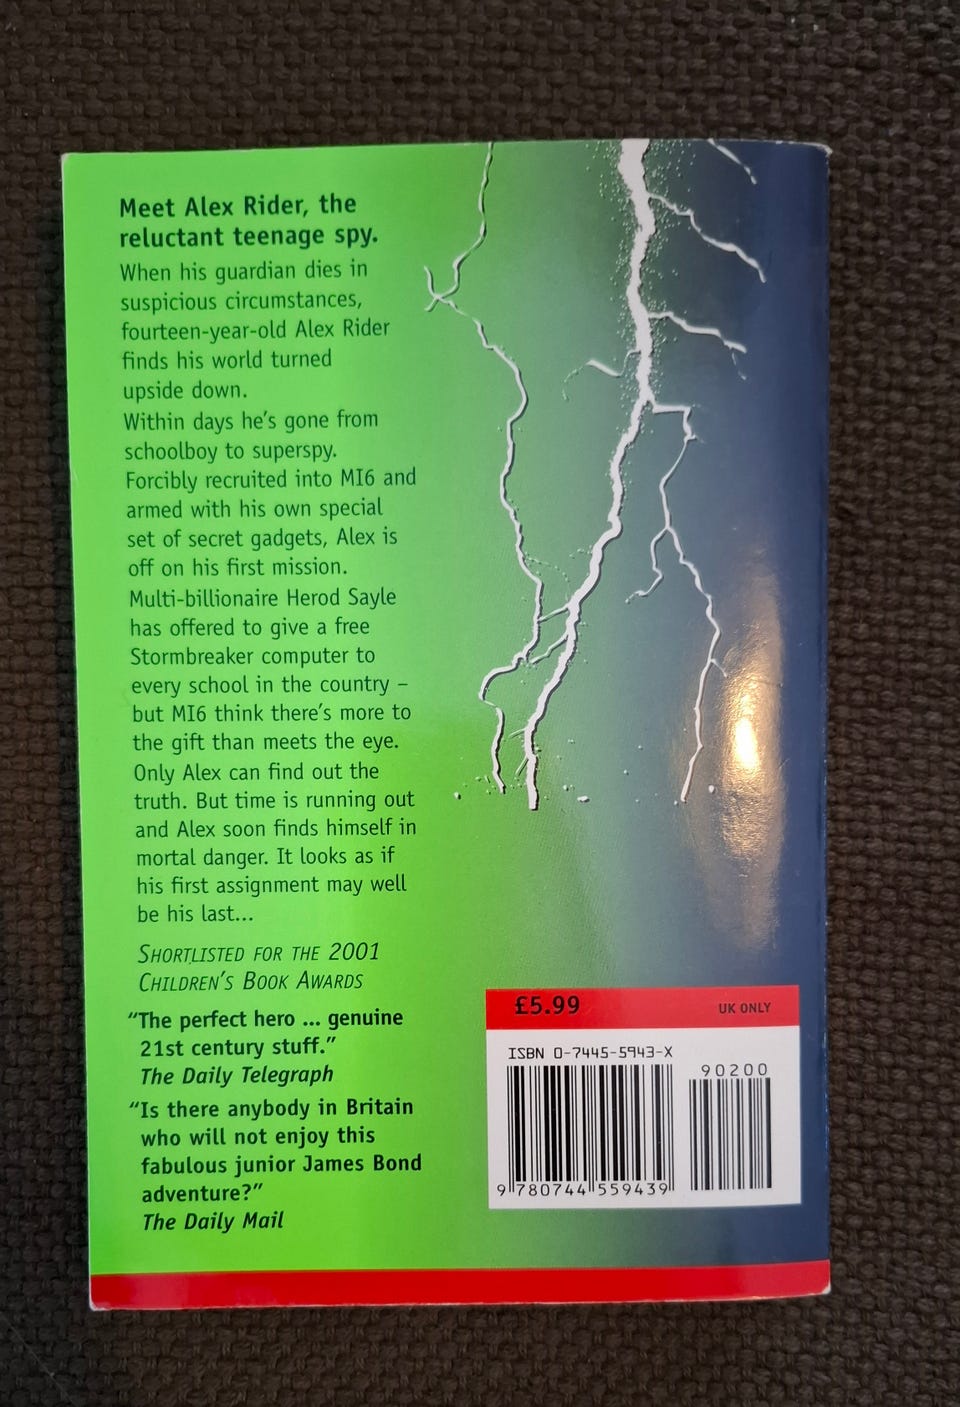 Meet Alex Rider, the
reluctant teenage spy.
When his guardian dies in
suspicious circumstances,
fourteen-year-old Alex Rider
finds his world turned
upside down.
Within days he's gone from
schoolboy to superspy.
Forcibly recruited into MI6 and
armed with his own special
set of secret gadgets, Alex is
off on his first mission.
Multi-billionaire Herod Sayle
has offered to give a free
Stormbreaker computer to
every school in the country –
but MI6 think there's more to
the gift than meets the eye.
Only Alex can find out the
truth. But time is running out
and Alex soon finds himself in
mortal danger. It looks as if
his first assignment may well
be his last...
SHORTLISTED FOR THE 2001
CHILDREN'S BOOK AWARDS
"The perfect hero ... genuine
21st century stuff."
The Daily Telegraph
"Is there anybody in Britain
who will not enjoy this
fabulous junior James Bond
adventure?"
The Daily Mail
£5.99 UK ONLY
ISBN 0-7445-5943-X
90200
9 780744 559439